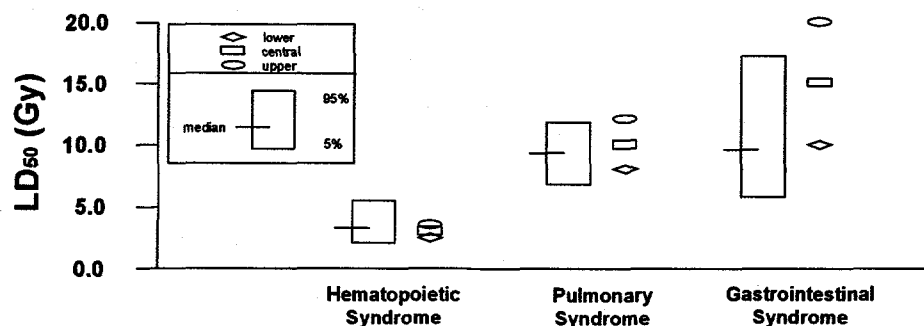 20.0
15.0
10.0
5.0
0.0
LD50 (Gy)
lower
central
upper
median
95%
5%
Hematopoietic
Syndrome
Pulmonary
Syndrome
Gastrointestinal
Syndrome